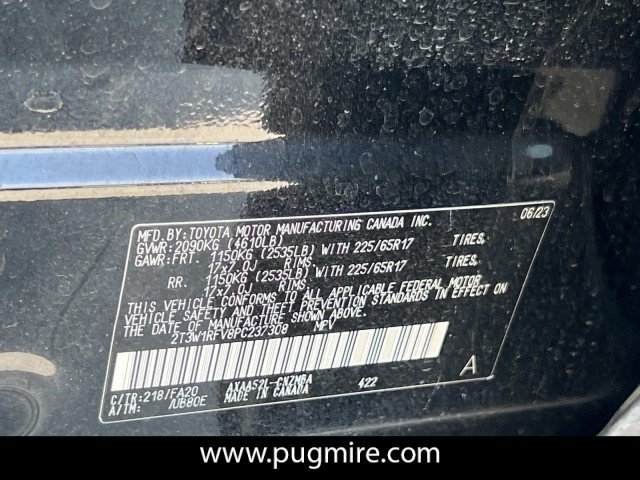 MFD.BY:TOYOTA MOTOR MANUFACTURING CANADA INC. 06/23
GVWR:2090KG (4610LB)
GAWR:FRT. 1150KG (2535LB) WITH 225/65R17 TIRES,
17x7.0J RIMS
RR. 1150KG (2535LB) WITH 225/65R17 TIRES,
17x7.0J RIMS
THIS VEHICLE CONFORMS TO ALL APPLICABLE FEDERAL MOTOR
VEHICLE SAFETY AND THEFT PREVENTION STANDARDS IN EFFECT ON
THE DATE OF MANUFACTURE SHOWN ABOVE.
2T3W1RFV8PC237308 MPV
A
C/TR:218/FA20 AXAA52L-CNZMBA 422
A/TM: /UB80E MADE IN CANADA
www.pugmire.com